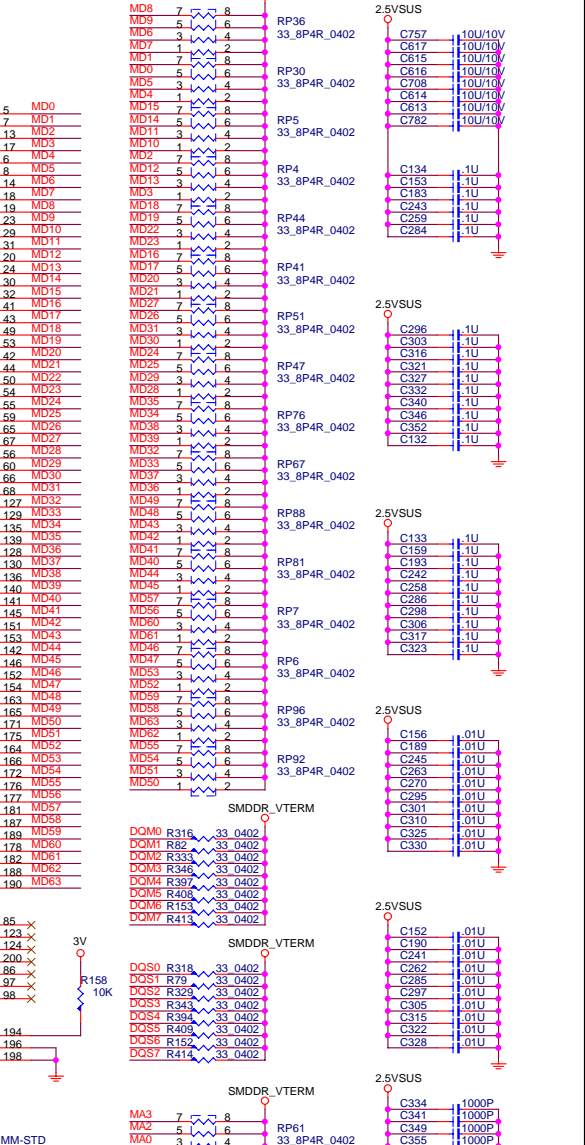 5 MD0
7 MD1
13 MD2
17 MD3
6 MD4
8 MD5
14 MD6
18 MD7
19 MD8
23 MD9
29 MD10
31 MD11
20 MD12
24 MD13
30 MD14
32 MD15
41 MD16
43 MD17
49 MD18
53 MD19
42 MD20
44 MD21
50 MD22
54 MD23
55 MD24
59 MD25
65 MD26
67 MD27
56 MD28
60 MD29
66 MD30
68 MD31
127 MD32
129 MD33
135 MD34
139 MD35
128 MD36
130 MD37
136 MD38
140 MD39
141 MD40
145 MD41
151 MD42
153 MD43
142 MD44
146 MD45
152 MD46
154 MD47
163 MD48
165 MD49
171 MD50
175 MD51
164 MD52
166 MD53
172 MD54
176 MD55
177 MD56
181 MD57
187 MD58
189 MD59
178 MD60
182 MD61
188 MD62
190 MD63
85
123
124
200
86
97
98
3V
R158
10K
194
196
198
MM-STD
MD8 7 8
MD9 5 6
MD6 3 4
MD7 1 2
RP36
33_8P4R_0402
MD1 7 8
MD0 5 6
MD5 3 4
MD4 1 2
RP30
33_8P4R_0402
MD15 7 8
MD14 5 6
MD11 3 4
MD10 1 2
RP5
33_8P4R_0402
MD2 7 8
MD12 5 6
MD13 3 4
MD3 1 2
RP4
33_8P4R_0402
MD18 7 8
MD19 5 6
MD22 3 4
MD23 1 2
RP44
33_8P4R_0402
MD16 7 8
MD17 5 6
MD20 3 4
MD21 1 2
RP41
33_8P4R_0402
MD27 7 8
MD26 5 6
MD31 3 4
MD30 1 2
RP51
33_8P4R_0402
MD24 7 8
MD25 5 6
MD29 3 4
MD28 1 2
RP47
33_8P4R_0402
MD35 7 8
MD34 5 6
MD38 3 4
MD39 1 2
RP76
33_8P4R_0402
MD32 7 8
MD33 5 6
MD37 3 4
MD36 1 2
RP67
33_8P4R_0402
MD49 7 8
MD48 5 6
MD43 3 4
MD42 1 2
RP88
33_8P4R_0402
MD41 7 8
MD40 5 6
MD44 3 4
MD45 1 2
RP81
33_8P4R_0402
MD57 7 8
MD56 5 6
MD60 3 4
MD61 1 2
RP7
33_8P4R_0402
MD46 7 8
MD47 5 6
MD53 3 4
MD52 1 2
RP6
33_8P4R_0402
MD59 7 8
MD58 5 6
MD63 3 4
MD62 1 2
RP96
33_8P4R_0402
MD55 7 8
MD54 5 6
MD51 3 4
MD50 1 2
RP92
33_8P4R_0402
SMDDR_VTERM
DQM0 R316 33_0402
DQM1 R82 33_0402
DQM2 R333 33_0402
DQM3 R346 33_0402
DQM4 R397 33_0402
DQM5 R408 33_0402
DQM6 R153 33_0402
DQM7 R413 33_0402
SMDDR_VTERM
DQS0 R318 33_0402
DQS1 R79 33_0402
DQS2 R329 33_0402
DQS3 R343 33_0402
DQS4 R394 33_0402
DQS5 R409 33_0402
DQS6 R152 33_0402
DQS7 R414 33_0402
SMDDR_VTERM
MA3 7 8
MA2 5 6
MA0 3 4
RP61
33_8P4R_0402
2.5VSUS
C757 10U/10V
C617 10U/10V
C615 10U/10V
C616 10U/10V
C708 10U/10V
C614 10U/10V
C613 10U/10V
C782 10U/10V
C134 .1U
C153 .1U
C183 .1U
C243 .1U
C259 .1U
C284 .1U
2.5VSUS
C296 .1U
C303 .1U
C316 .1U
C321 .1U
C327 .1U
C332 .1U
C340 .1U
C346 .1U
C352 .1U
C132 .1U
2.5VSUS
C133 .1U
C159 .1U
C193 .1U
C242 .1U
C258 .1U
C286 .1U
C298 .1U
C306 .1U
C317 .1U
C323 .1U
2.5VSUS
C156 .01U
C189 .01U
C245 .01U
C263 .01U
C270 .01U
C295 .01U
C301 .01U
C310 .01U
C325 .01U
C330 .01U
2.5VSUS
C152 .01U
C190 .01U
C241 .01U
C262 .01U
C285 .01U
C297 .01U
C305 .01U
C315 .01U
C322 .01U
C328 .01U
2.5VSUS
C334 1000P
C341 1000P
C349 1000P
C355 1000P